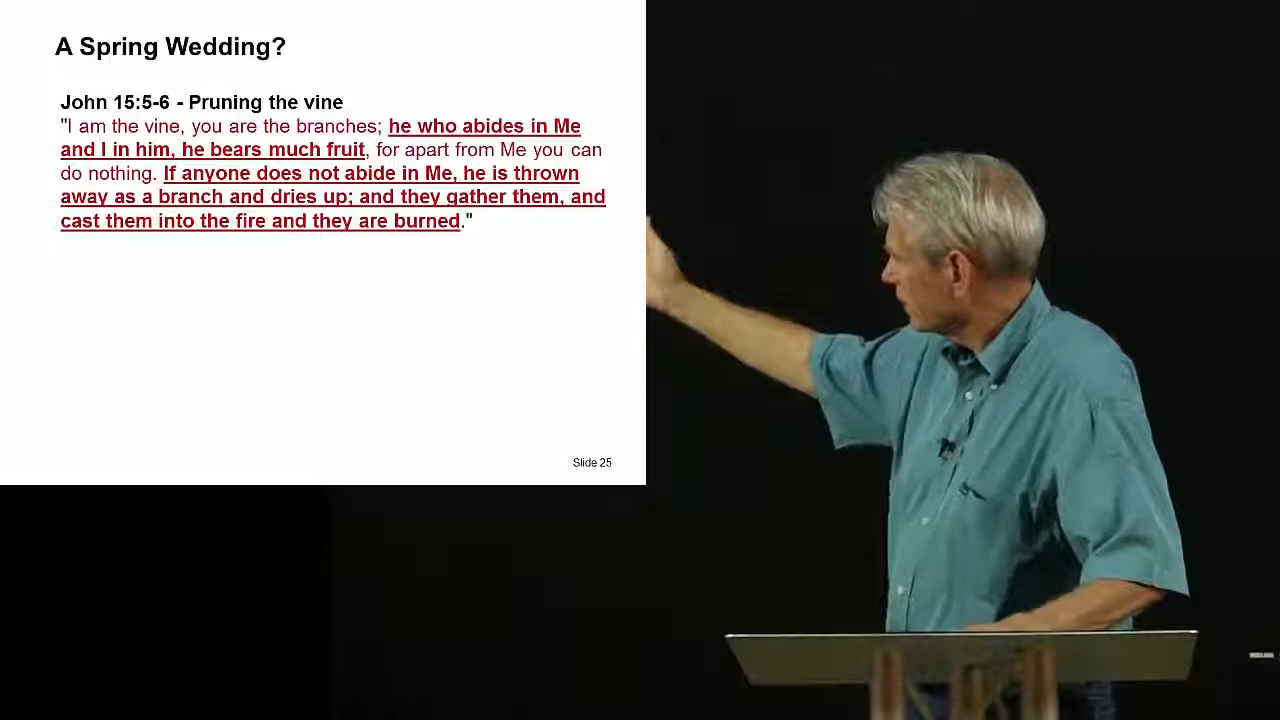 A Spring Wedding?
John 15:5-6 - Pruning the vine
"I am the vine, you are the branches; he who abides in Me
and I in him, he bears much fruit, for apart from Me you can
do nothing. If anyone does not abide in Me, he is thrown
away as a branch and dries up; and they gather them, and
cast them into the fire and they are burned."
Slide 25